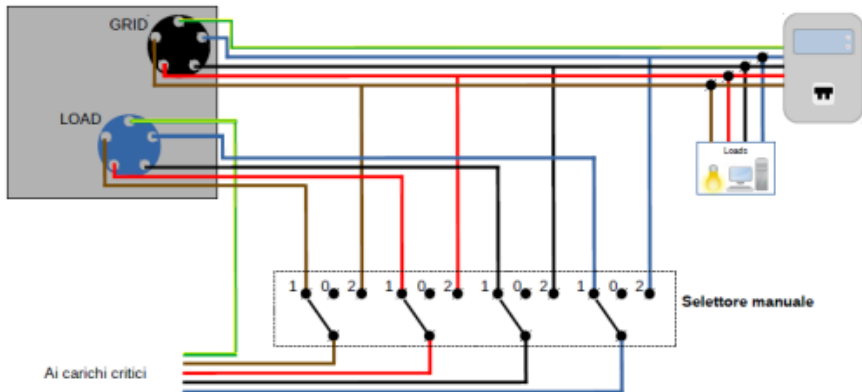 GRID
LOAD
Loads
1 0 2 1 0 2 1 0 2 1 0 2
Selettore manuale
Ai carichi critici